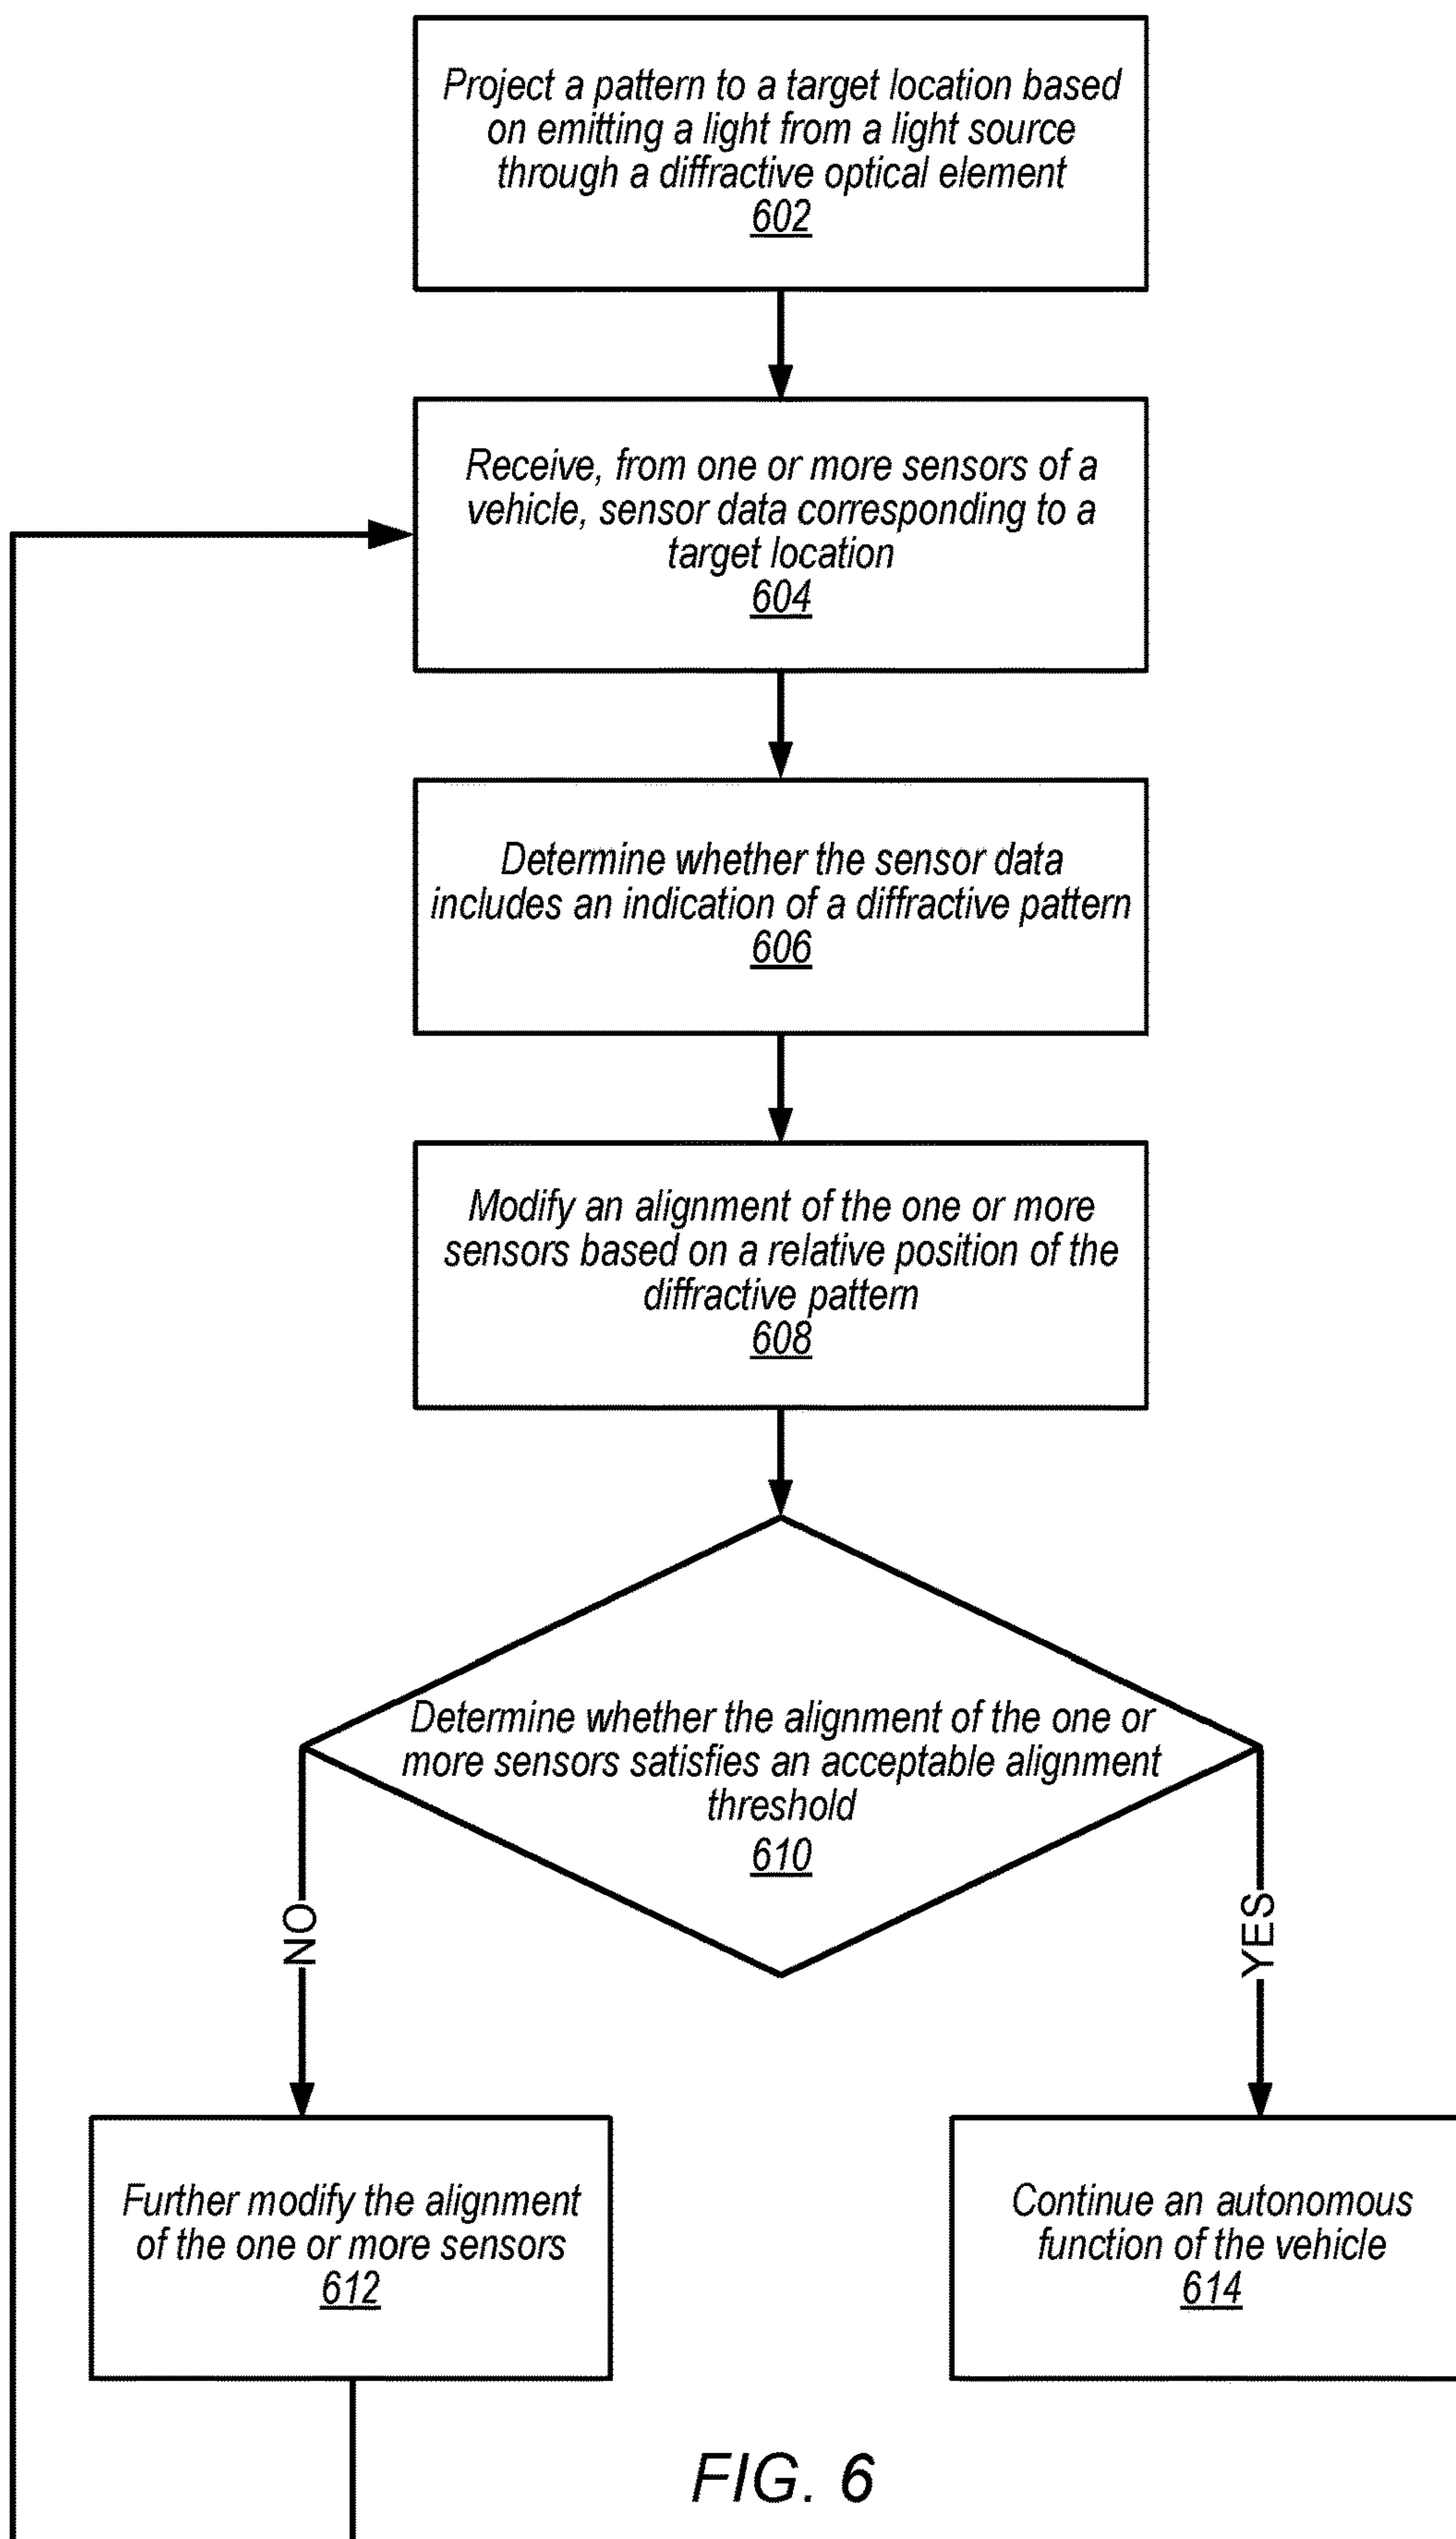 Project a pattern to a target location based
on emitting a light from a light source
through a diffractive optical element
602
Receive, from one or more sensors of a
vehicle, sensor data corresponding to a
target location
604
Determine whether the sensor data
includes an indication of a diffractive pattern
606
Modify an alignment of the one or more
sensors based on a relative position of the
diffractive pattern
608
Determine whether the alignment of the one or
more sensors satisfies an acceptable alignment
threshold
610
NO
YES
Further modify the alignment
of the one or more sensors
612
Continue an autonomous
function of the vehicle
614
FIG. 6